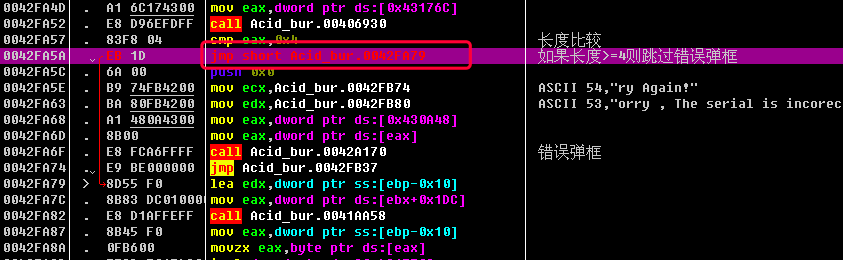 0042FA4D . A1 6C174300 mov eax,dword ptr ds:[0x43176C]
0042FA52 . E8 D96EFDFF call Acid_bur.00406930
0042FA57 . 83F8 04 cmp eax,0x4 长度比较
0042FA5A EB 1D jmp short Acid_bur.0042FA79 如果长度>=4则跳过错误弹框
0042FA5C . 6A 00 push 0x0
0042FA5E . B9 74FB4200 mov ecx,Acid_bur.0042FB74 ASCII 54,"ry Again!"
0042FA63 . BA 80FB4200 mov edx,Acid_bur.0042FB80 ASCII 53,"orry , The serial is incorec
0042FA68 . A1 480A4300 mov eax,dword ptr ds:[0x430A48]
0042FA6D . 8B00 mov eax,dword ptr ds:[eax]
0042FA6F . E8 FCA6FFFF call Acid_bur.0042A170 错误弹框
0042FA74 . E9 BE000000 jmp Acid_bur.0042FB37
0042FA79 > 8D55 F0 lea edx,dword ptr ss:[ebp-0x10]
0042FA7C . 8B83 DC010000 mov eax,dword ptr ds:[ebx+0x1DC]
0042FA82 . E8 D1AFFEFF call Acid_bur.0041AA58
0042FA87 . 8B45 F0 mov eax,dword ptr ss:[ebp-0x10]
0042FA8A . 0FB600 movzx eax,byte ptr ds:[eax]